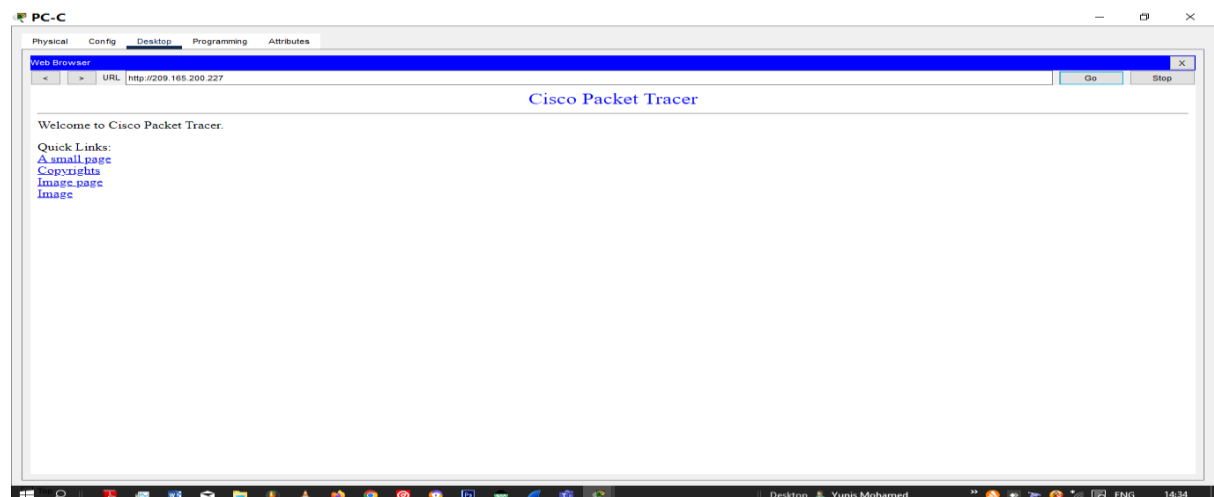 PC-C
Physical Config Desktop Programming Attributes
Web Browser X
< > URL http://209.165.200.227 Go Stop
Cisco Packet Tracer
Welcome to Cisco Packet Tracer.
Quick Links:
A small page
Copyrights
Image page
Image
Desktop Yunis Mohamed ENG 14:34